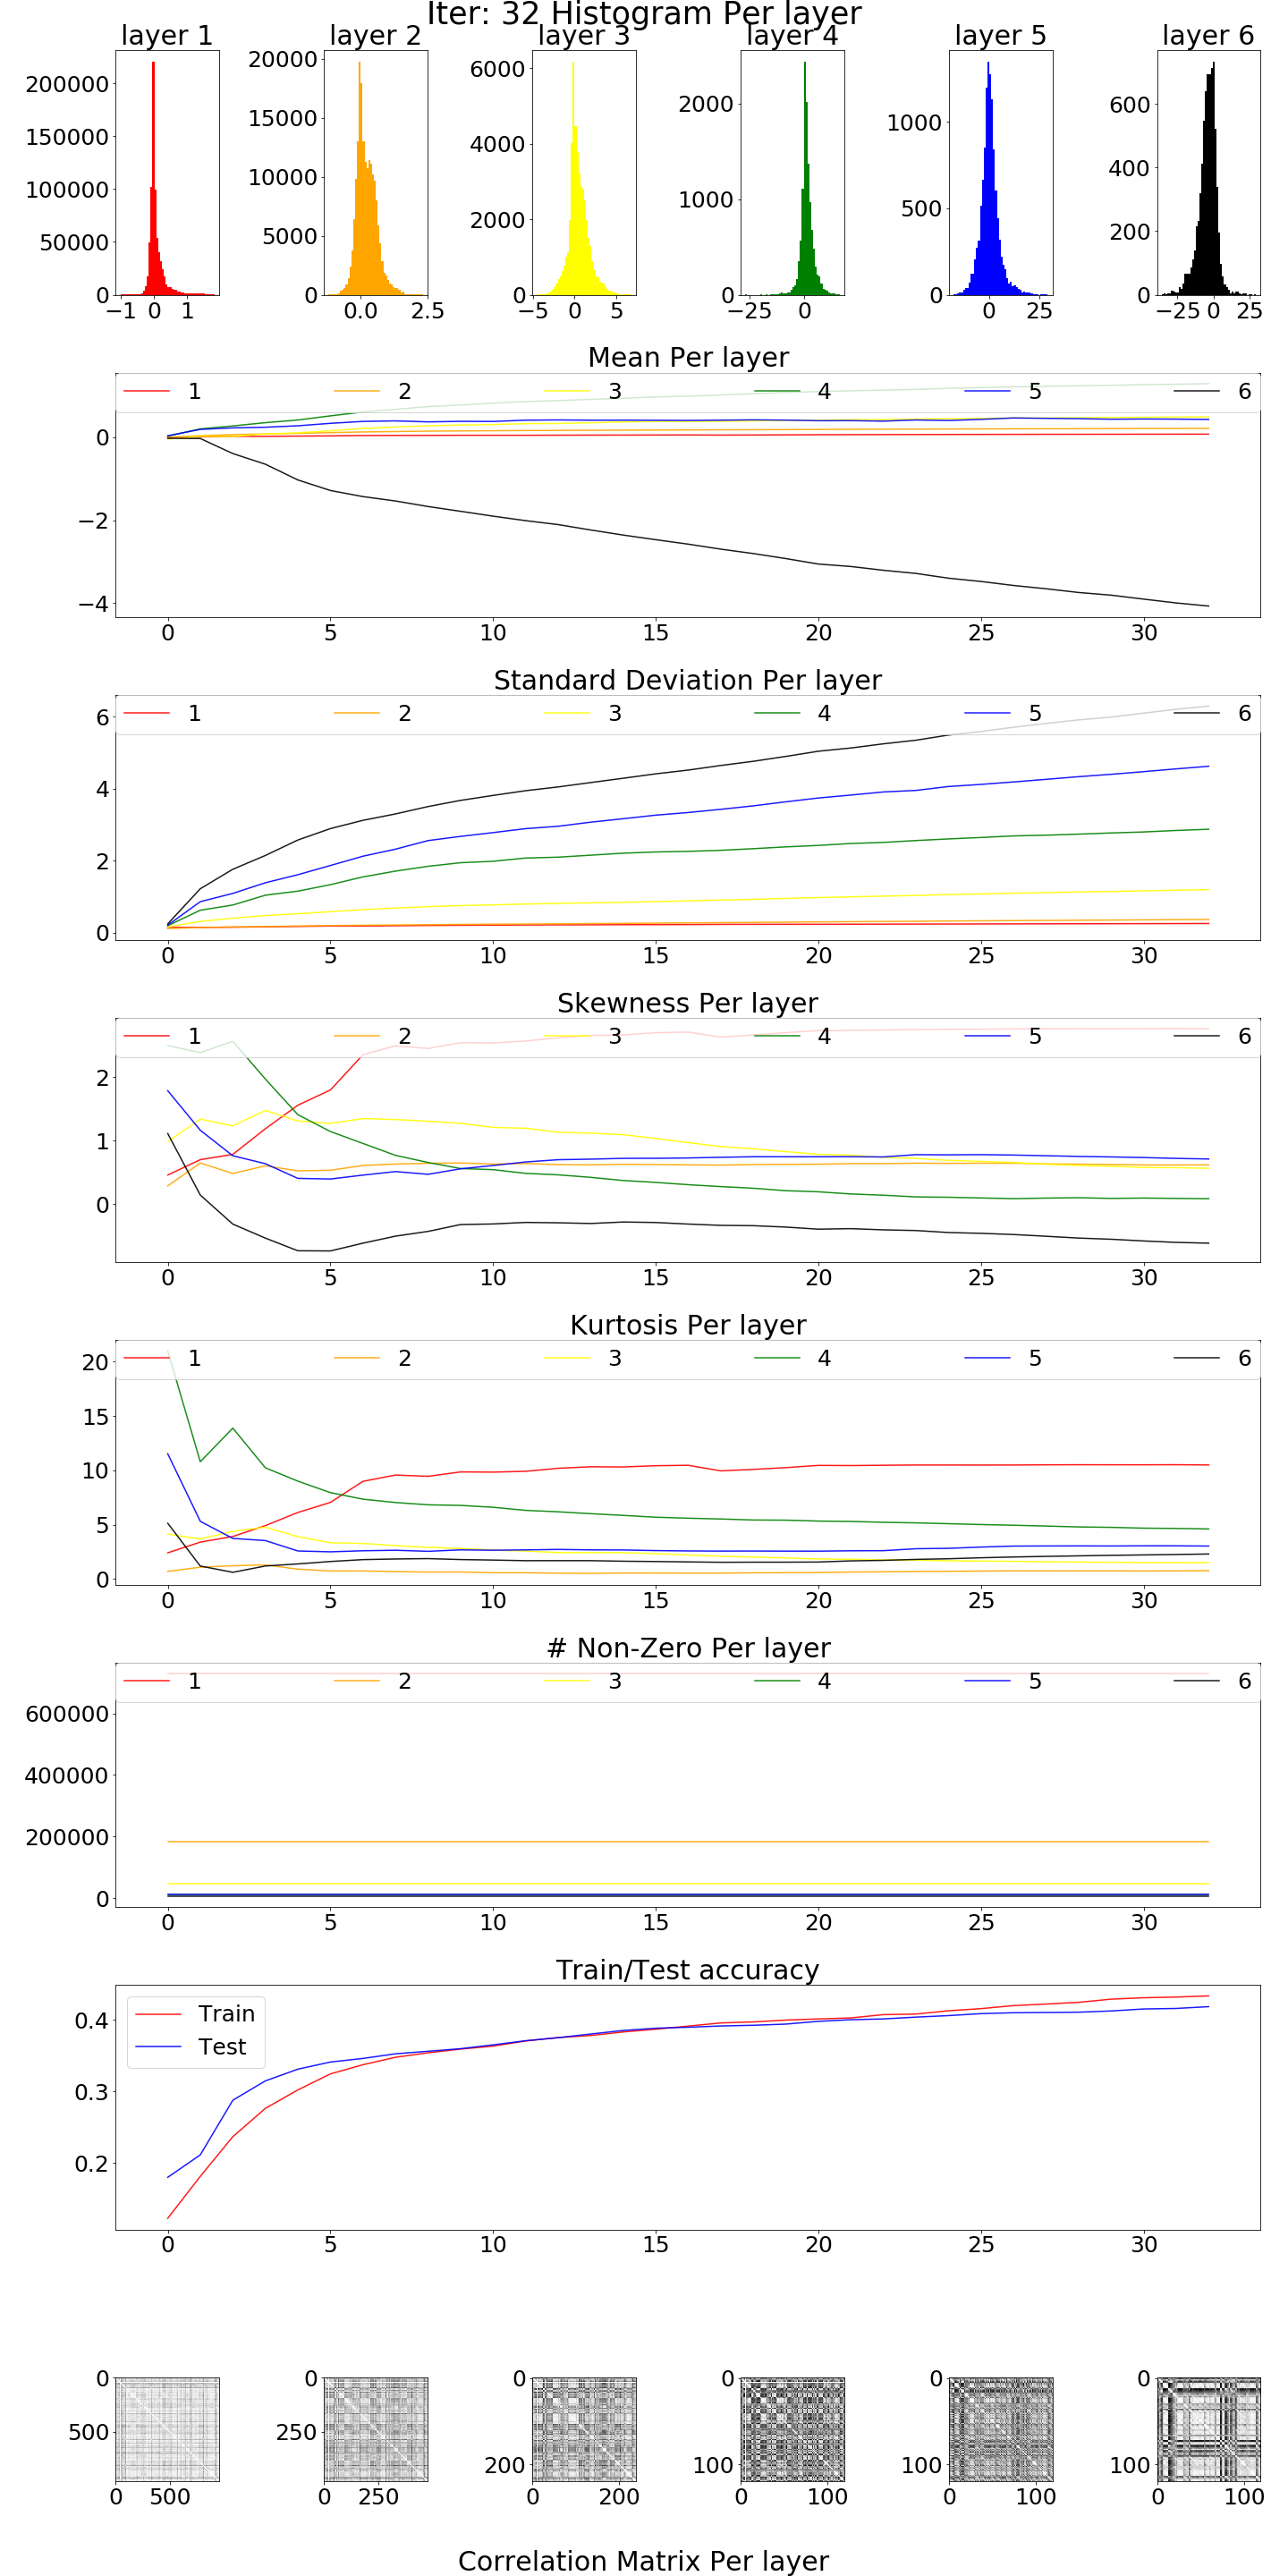 Iter: 32 Histogram Per layer
layer 1 layer 2 layer 3 layer 4 layer 5 layer 6
200000
150000
100000
50000
0
−1 0 1
20000
15000
10000
5000
0
0.0 2.5
6000
4000
2000
0
−5 0 5
2000
1000
0
−25 0
1000
500
0
0 25
600
400
200
0
−25 0 25
Mean Per layer
1 2 3 4 5 6
0
−2
−4
0 5 10 15 20 25 30
Standard Deviation Per layer
1 2 3 4 5 6
6
4
2
0
0 5 10 15 20 25 30
Skewness Per layer
1 2 3 4 5 6
2
1
0
0 5 10 15 20 25 30
Kurtosis Per layer
1 2 3 4 5 6
20
15
10
5
0
0 5 10 15 20 25 30
# Non-Zero Per layer
1 2 3 4 5 6
600000
400000
200000
0
0 5 10 15 20 25 30
Train/Test accuracy
Train
Test
0.4
0.3
0.2
0 5 10 15 20 25 30
0
500
0 500
0
250
0 250
0
200
0 200
0
100
0 100
0
100
0 100
0
100
0 100
Correlation Matrix Per layer